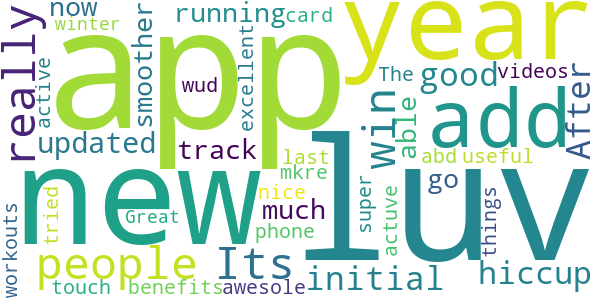 now
winter
really
active
app
smoother
running
card
wud
excellent
year
The
good
videos
add
After
updated
track
win
able
abd
useful
new
luv
last
mkre
nice
much
super
go
workouts
tried
Great
phone
actuve
things
people
Its
initial
hiccup
touch
benefits
awesole